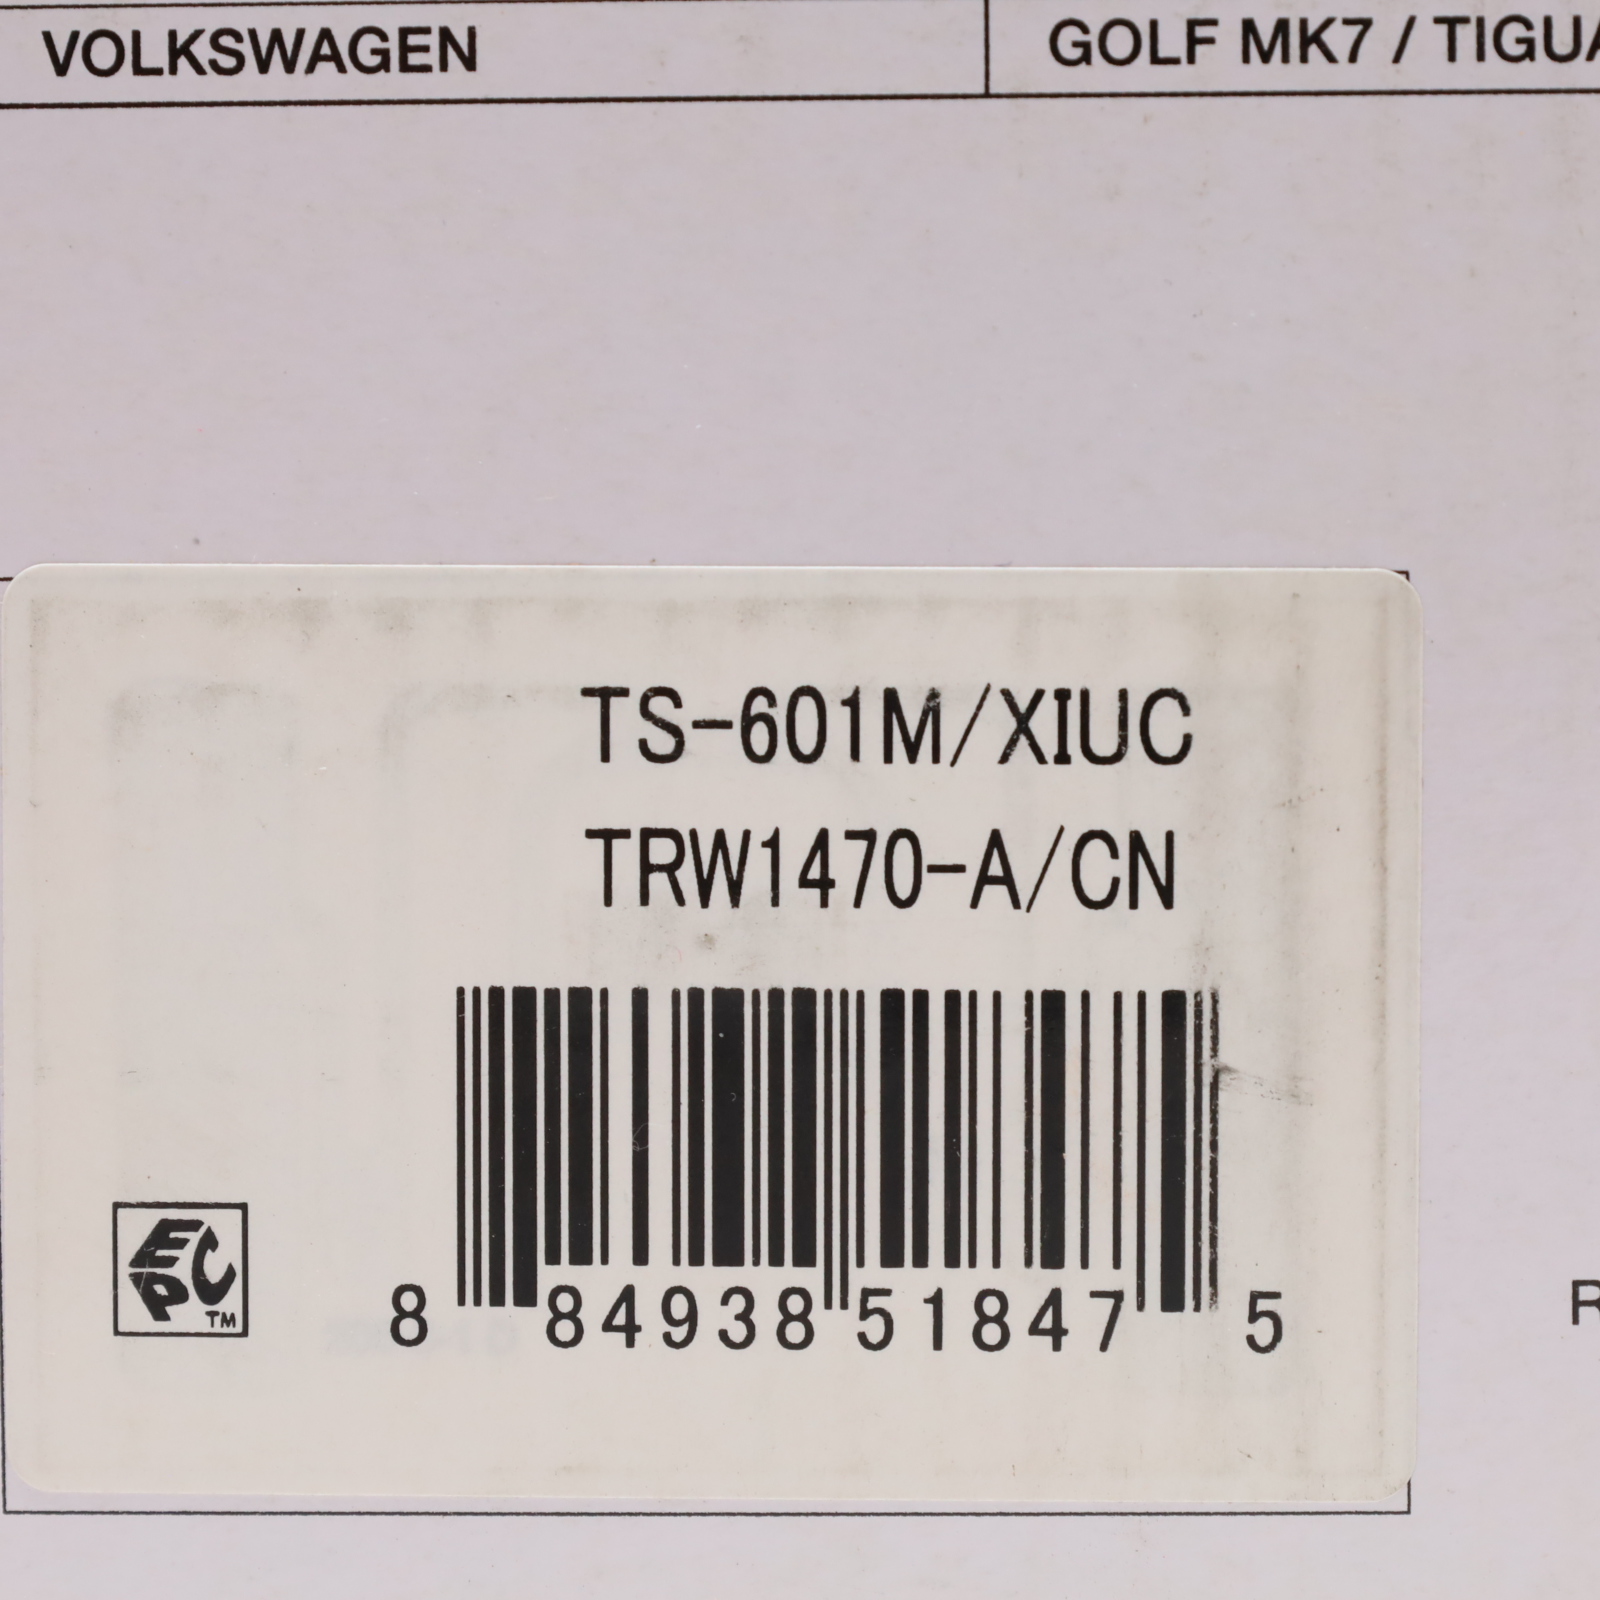 VOLKSWAGEN GOLF MK7 / TIGUA
TS-601M/XIUC
TRW1470-A/CN
EPC TM
8 84938 51847 5
R